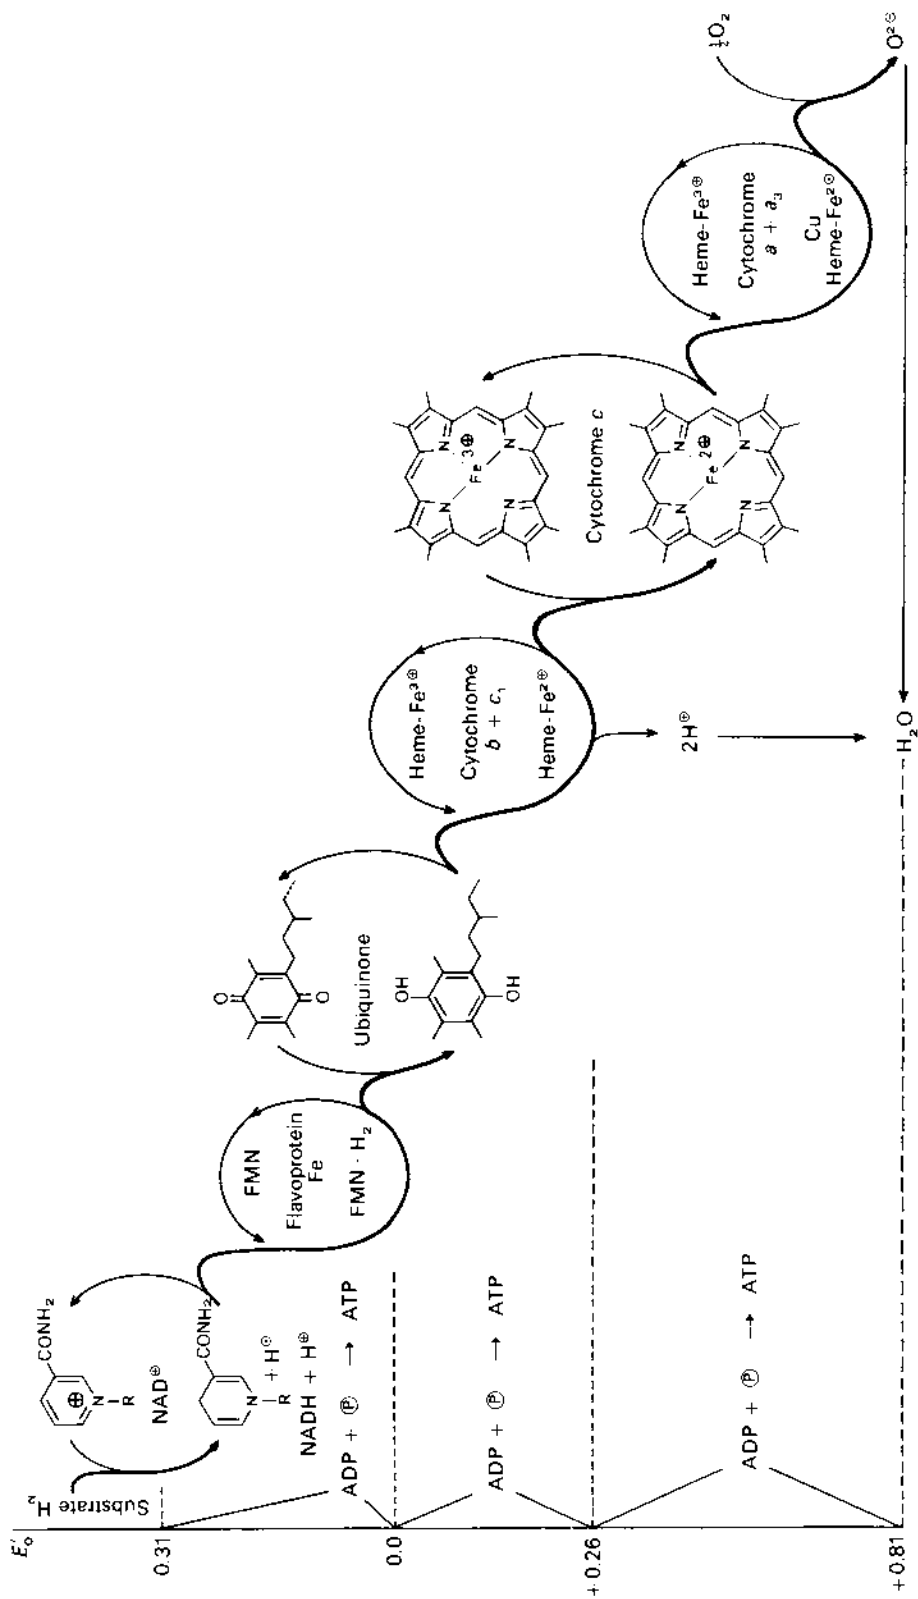 E₀′
0.31
0.0
+ 0.26
+ 0.81
Substrate H₂
CONH₂
⊕
N
R
NAD⊕
CONH₂
N
R
+ H⊙
NADH + H⊕
ADP + Ⓟ → ATP
ADP + Ⓟ → ATP
ADP + Ⓟ → ATP
FMN
Flavoprotein
Fe
FMN · H₂
O
O
Ubiquinone
OH
OH
Heme-Fe³⊕
Cytochrome
b + c₁
Heme-Fe²⊕
2H⊕
H₂O
N
N
Fe
3⊕
N
N
Cytochrome c
N
N
Fe
2⊕
N
N
Heme-Fe³⊕
Cytochrome
a + a₃
Cu
Heme-Fe²⊙
½O₂
O²⊖